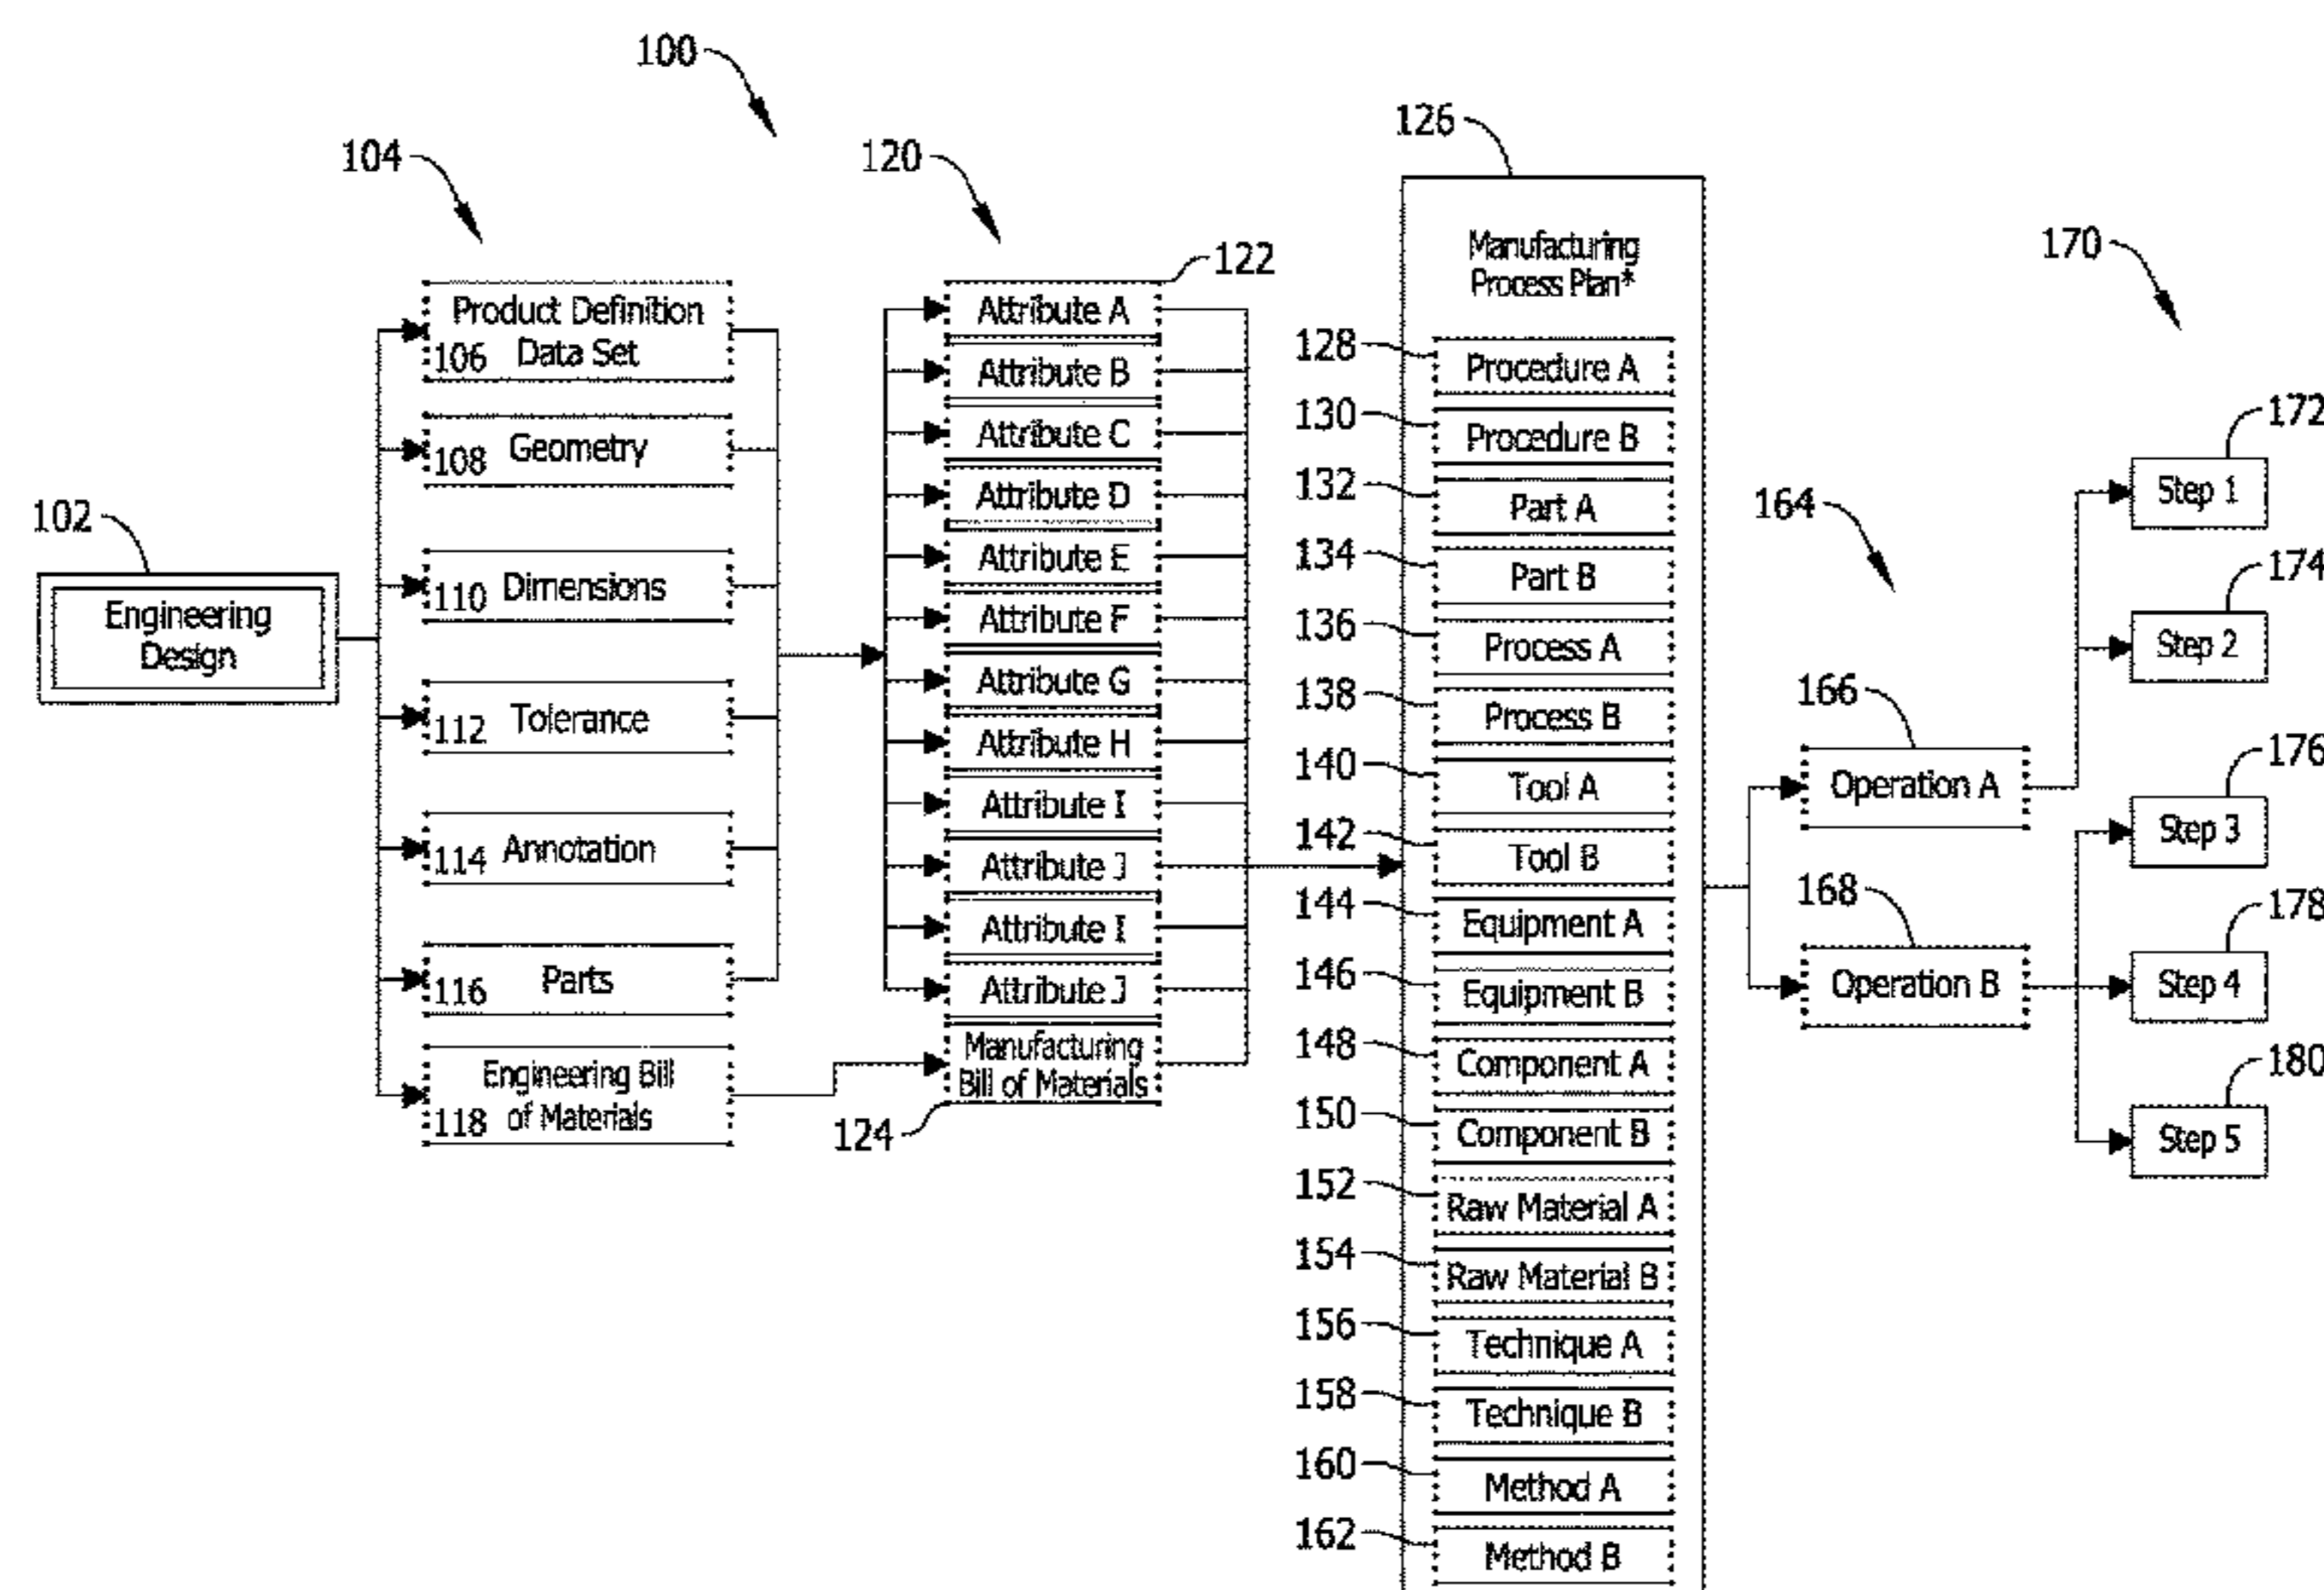 100
104
120
126
170
102
Engineering
Design
106
Product Definition
Data Set
108
Geometry
110
Dimensions
112
Tolerance
114
Annotation
116
Parts
118
Engineering Bill
of Materials
122
Attribute A
Attribute B
Attribute C
Attribute D
Attribute E
Attribute F
Attribute G
Attribute H
Attribute I
Attribute J
Attribute I
Attribute J
Manufacturing
Bill of Materials
124
Manufacturing
Process Plan*
128
Procedure A
130
Procedure B
132
Part A
134
Part B
136
Process A
138
Process B
140
Tool A
142
Tool B
144
Equipment A
146
Equipment B
148
Component A
150
Component B
152
Raw Material A
154
Raw Material B
156
Technique A
158
Technique B
160
Method A
162
Method B
164
166
Operation A
168
Operation B
172
Step 1
174
Step 2
176
Step 3
178
Step 4
180
Step 5